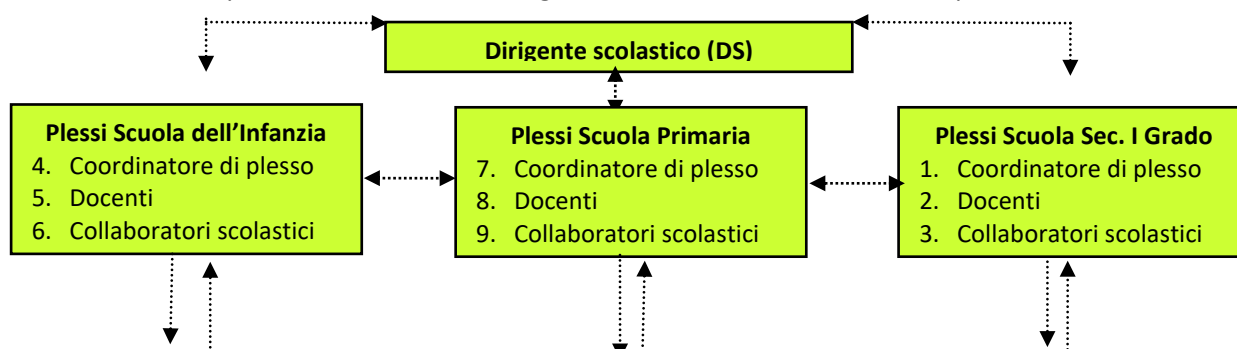 Dirigente scolastico (DS)
Plessi Scuola dell’Infanzia
4. Coordinatore di plesso
5. Docenti
6. Collaboratori scolastici
Plessi Scuola Primaria
7. Coordinatore di plesso
8. Docenti
9. Collaboratori scolastici
Plessi Scuola Sec. I Grado
1. Coordinatore di plesso
2. Docenti
3. Collaboratori scolastici